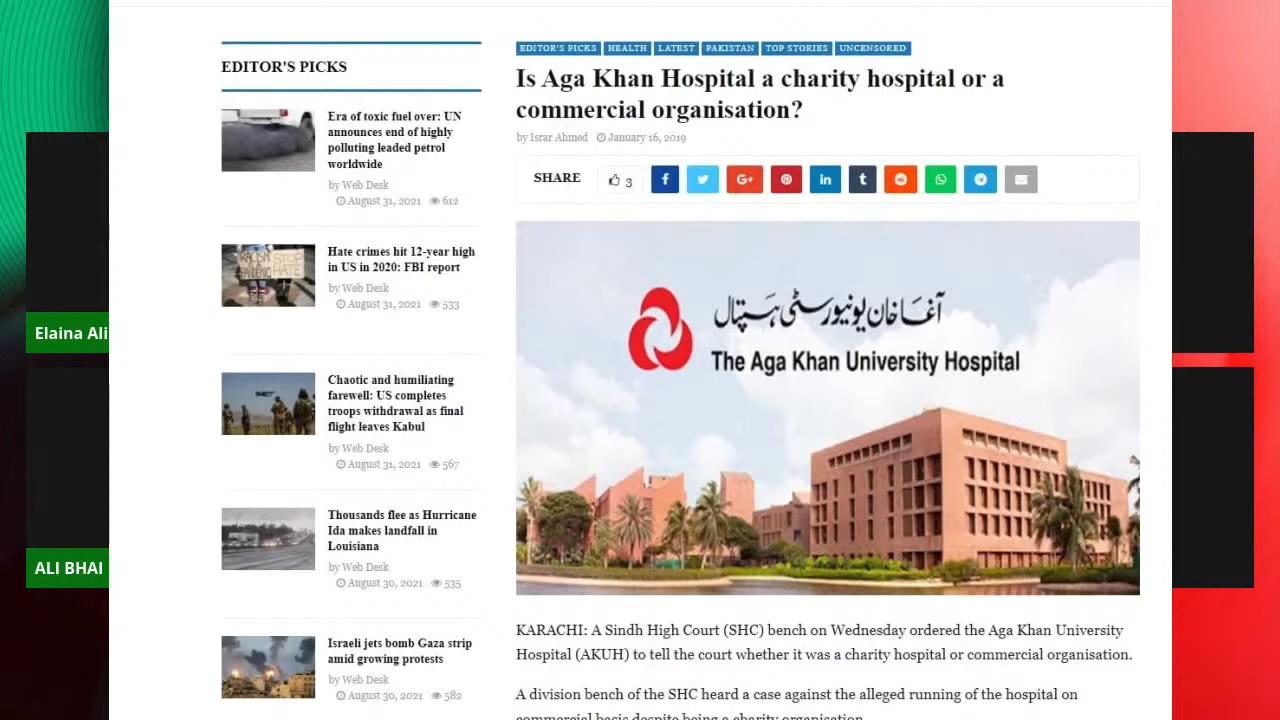 EDITOR'S PICKS
Era of toxic fuel over: UN
announces end of highly
polluting leaded petrol
worldwide
by Web Desk
August 31, 2021 612
Hate crimes hit 12-year high
in US in 2020: FBI report
by Web Desk
August 31, 2021 533
Chaotic and humiliating
farewell: US completes
troops withdrawal as final
flight leaves Kabul
by Web Desk
August 31, 2021 567
Thousands flee as Hurricane
Ida makes landfall in
Louisiana
by Web Desk
August 30, 2021 535
Israeli jets bomb Gaza strip
amid growing protests
by Web Desk
August 30, 2021 582
EDITOR'S PICKS HEALTH LATEST PAKISTAN TOP STORIES UNCENSORED
Is Aga Khan Hospital a charity hospital or a
commercial organisation?
by Israr Ahmed January 16, 2019
SHARE 3
آغا خان یونیورسٹی ہسپتال
The Aga Khan University Hospital
KARACHI: A Sindh High Court (SHC) bench on Wednesday ordered the Aga Khan University
Hospital (AKUH) to tell the court whether it was a charity hospital or commercial organisation.
A division bench of the SHC heard a case against the alleged running of the hospital on
commercial basis despite being a charity organisation.
Elaina Ali
ALI BHAI